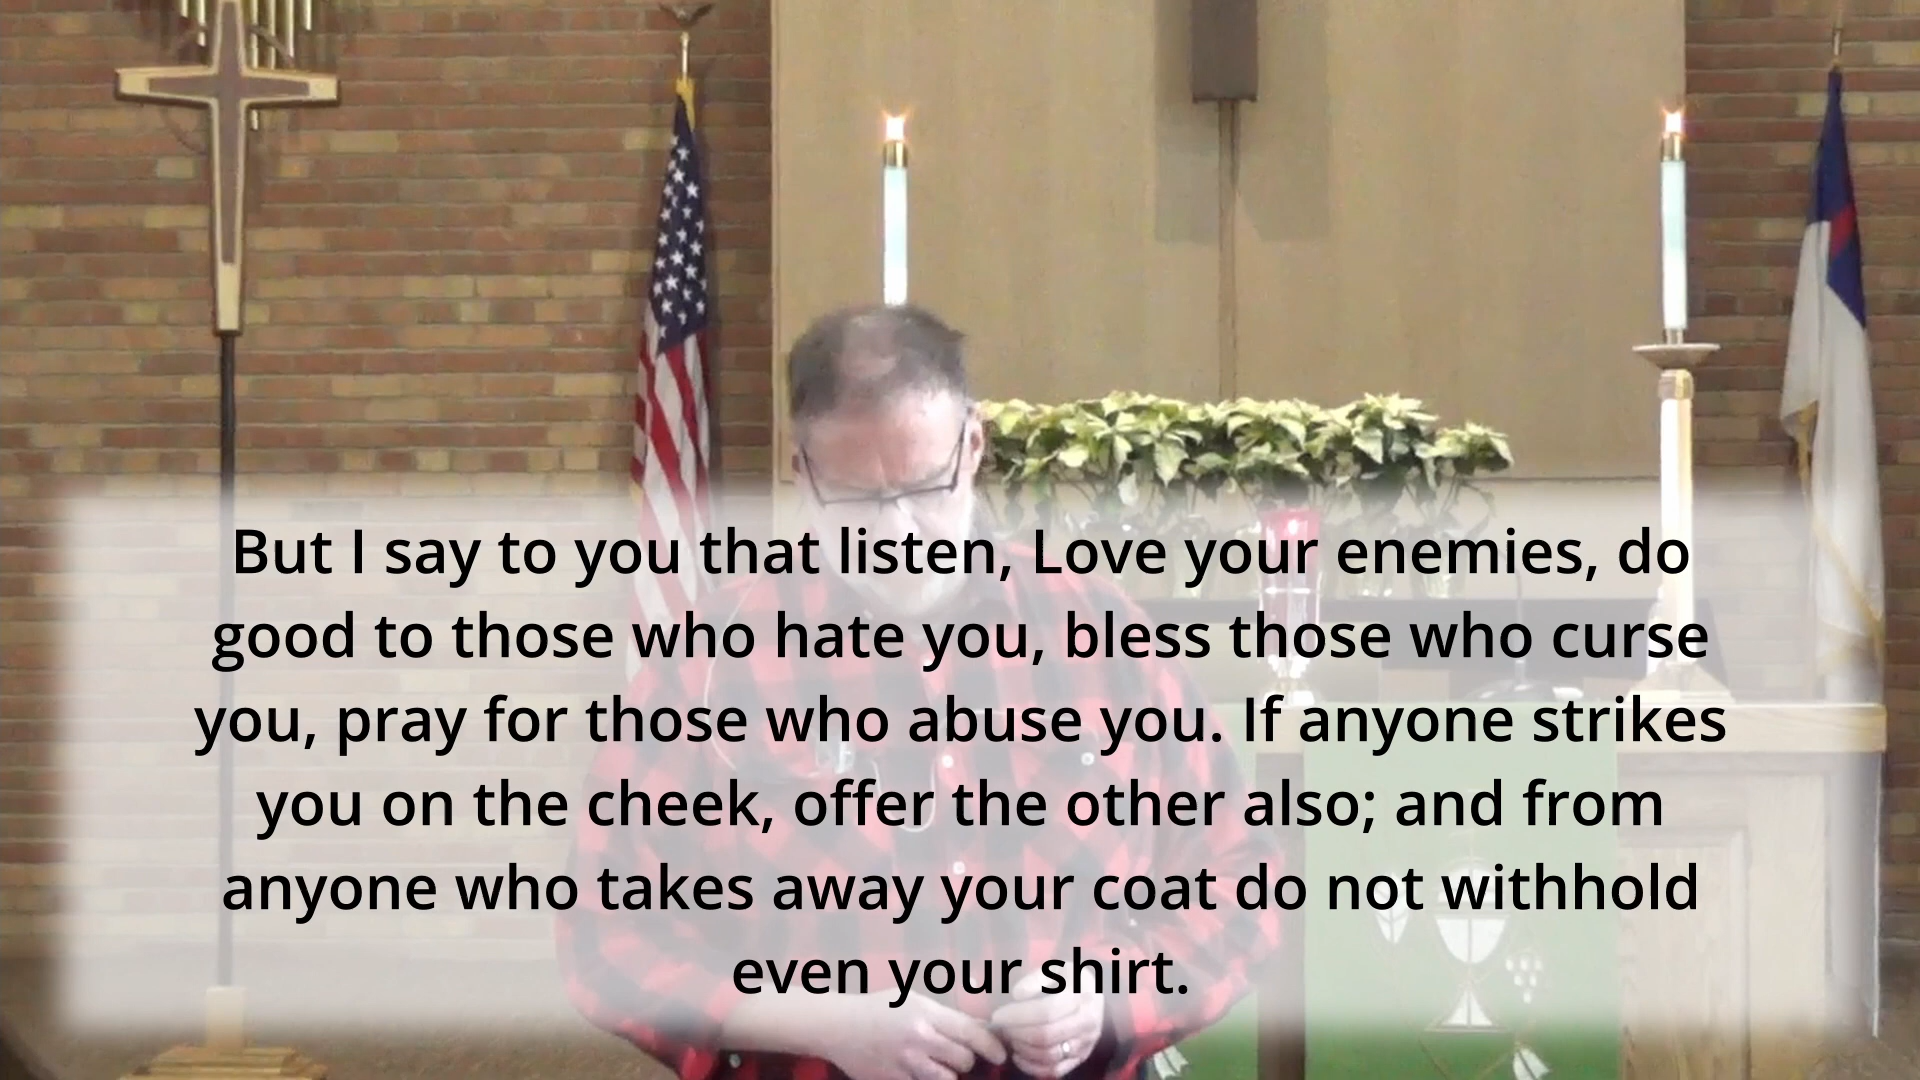 But I say to you that listen, Love your enemies, do
good to those who hate you, bless those who curse
you, pray for those who abuse you. If anyone strikes
you on the cheek, offer the other also; and from
anyone who takes away your coat do not withhold
even your shirt.